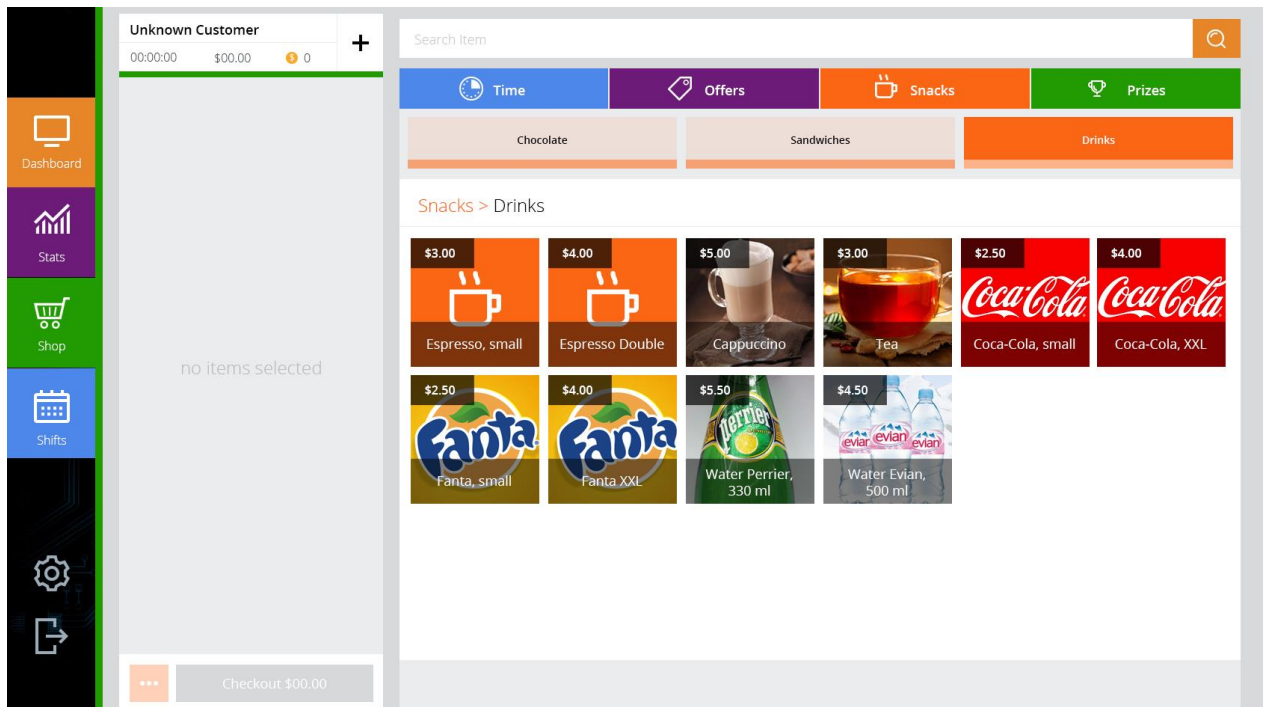 Unknown Customer
00:00:00 $00.00 0
Dashboard
Stats
Shop
Shifts
no items selected
Checkout $00.00
Search Item
Time Offers Snacks Prizes
Chocolate Sandwiches Drinks
Snacks > Drinks
$3.00
Espresso, small
$4.00
Espresso Double
$5.00
Cappuccino
$3.00
Tea
$2.50
Coca-Cola
Coca-Cola, small
$4.00
Coca-Cola
Coca-Cola, XXL
$2.50
Fanta
Fanta, small
$4.00
Fanta
Fanta XXL
$5.50
perrier
Water Perrier,
330 ml
$4.50
evian evian evian
Water Evian,
500 ml